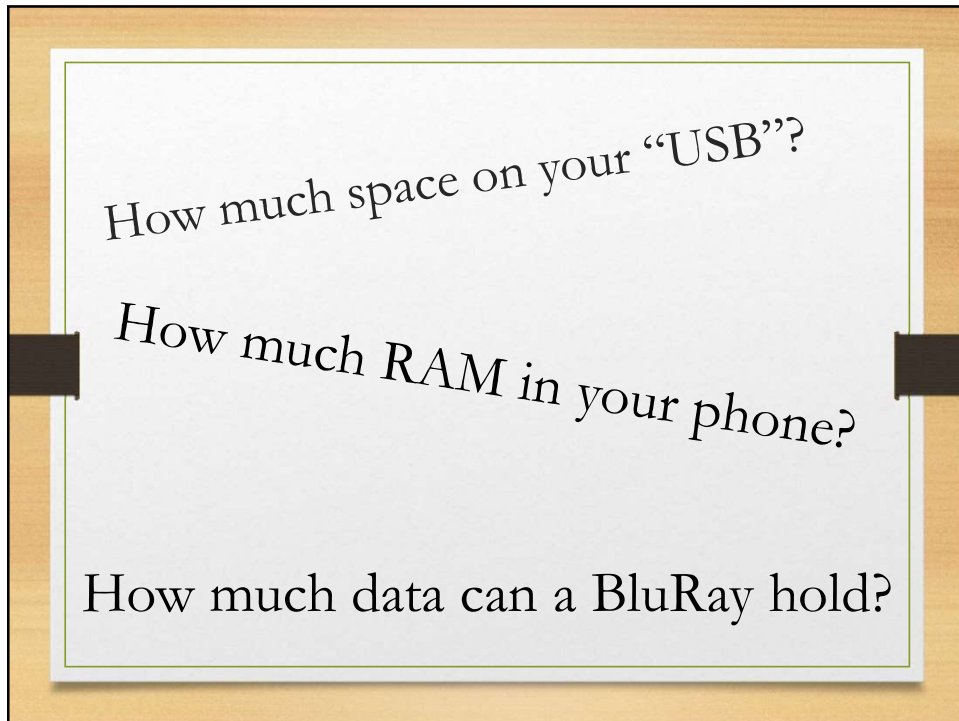 How much space on your “USB”?
How much RAM in your phone?
How much data can a BluRay hold?